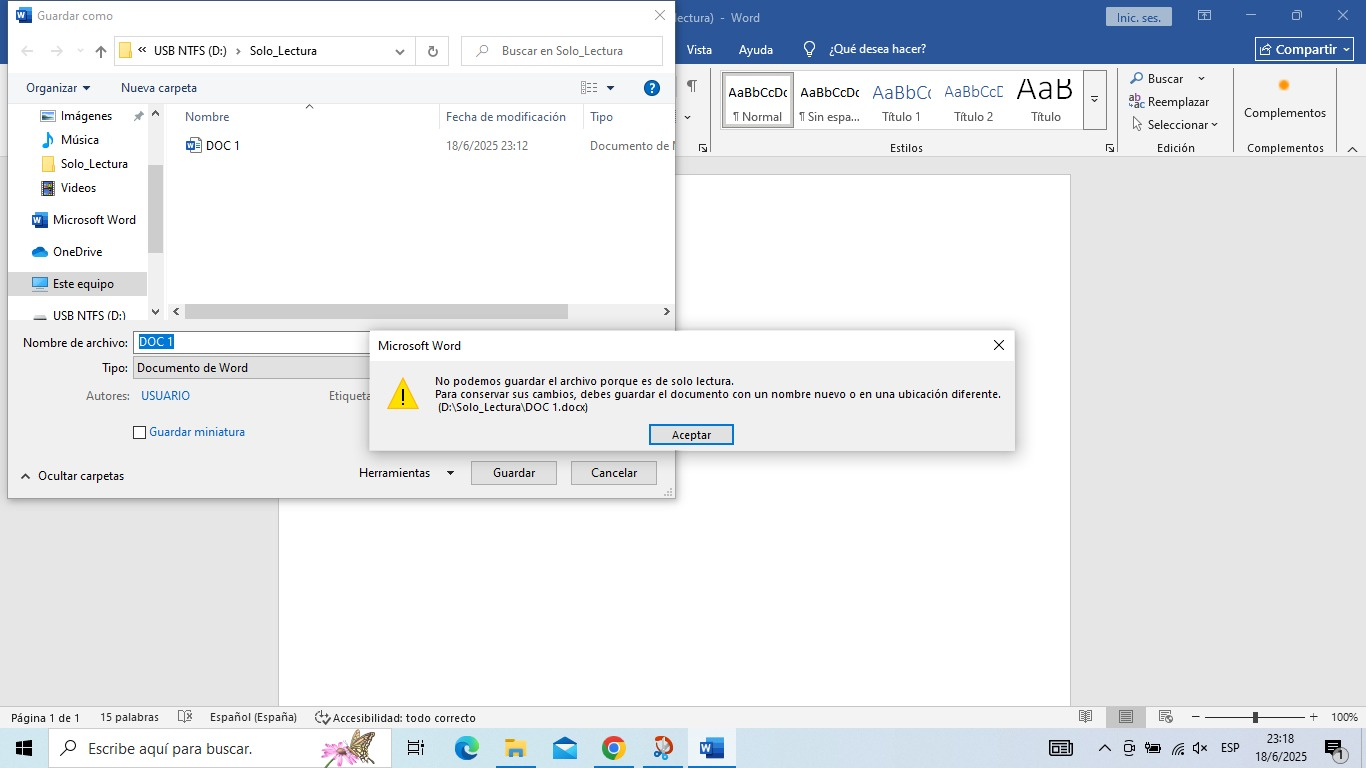 Guardar como
lectura) - Word
Inic. ses.
« USB NTFS (D:) › Solo_Lectura
Buscar en Solo_Lectura
Vista
Ayuda
¿Qué desea hacer?
Compartir
Organizar
Nueva carpeta
Imágenes
Música
Solo_Lectura
Videos
Microsoft Word
OneDrive
Este equipo
USB NTFS (D:)
Nombre
Fecha de modificación
Tipo
DOC 1
18/6/2025 23:12
Documento de
AaBbCcDc
AaBbCcDc
AaBbCc
AaBbCcD
AaB
¶ Normal
¶ Sin espa...
Título 1
Título 2
Título
Estilos
Buscar
Reemplazar
Seleccionar
Edición
Complementos
Complementos
Nombre de archivo: DOC 1
Tipo: Documento de Word
Autores: USUARIO
Guardar miniatura
Ocultar carpetas
Herramientas
Guardar
Cancelar
Microsoft Word
No podemos guardar el archivo porque es de solo lectura.
Para conservar sus cambios, debes guardar el documento con un nombre nuevo o en una ubicación diferente.
(D:\Solo_Lectura\DOC 1.docx)
Aceptar
Página 1 de 1
15 palabras
Español (España)
Accesibilidad: todo correcto
100%
Escribe aquí para buscar.
ESP
23:18
18/6/2025
1